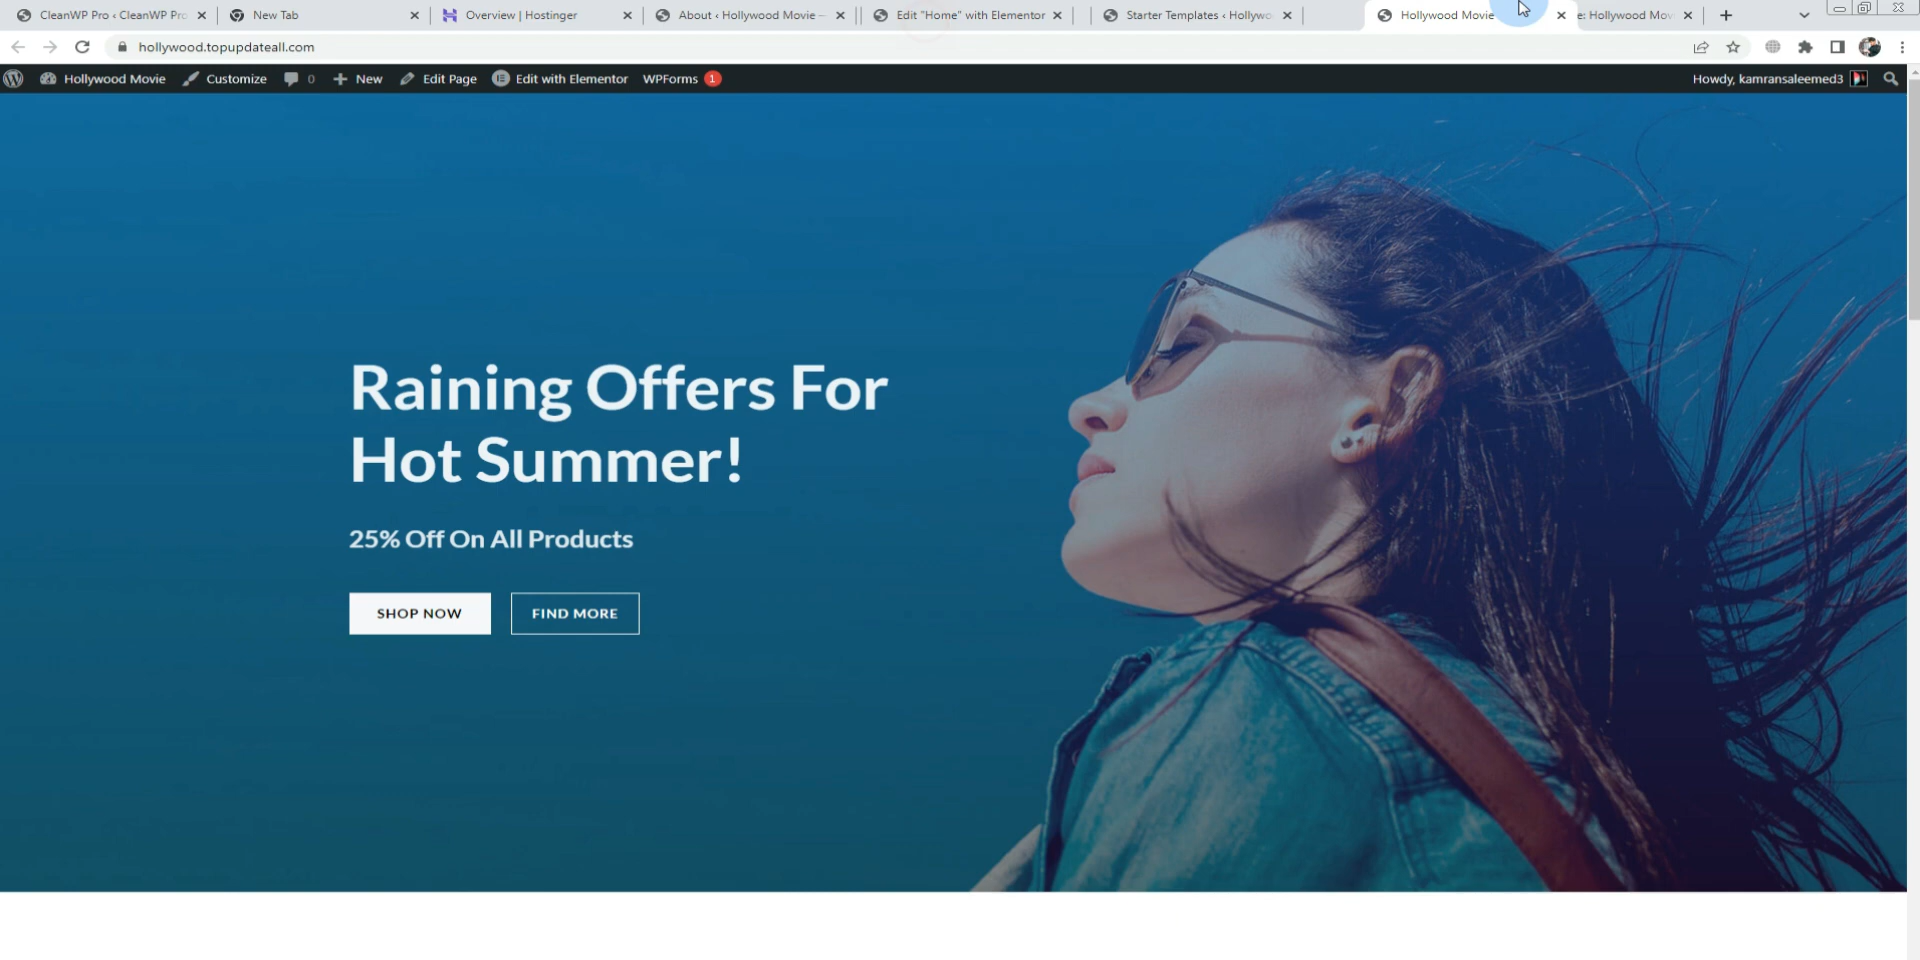 CleanWP Pro ‹ CleanWP Pro
New Tab
Overview | Hostinger
About ‹ Hollywood Movie —
Edit "Home" with Elementor
Starter Templates ‹ Hollywo
Hollywood Movie
e: Hollywood Mov
hollywood.topupdateall.com
Hollywood Movie
Customize
0
New
Edit Page
Edit with Elementor
WPForms 1
Howdy, kamransaleemed3
Raining Offers For
Hot Summer!
25% Off On All Products
SHOP NOW
FIND MORE